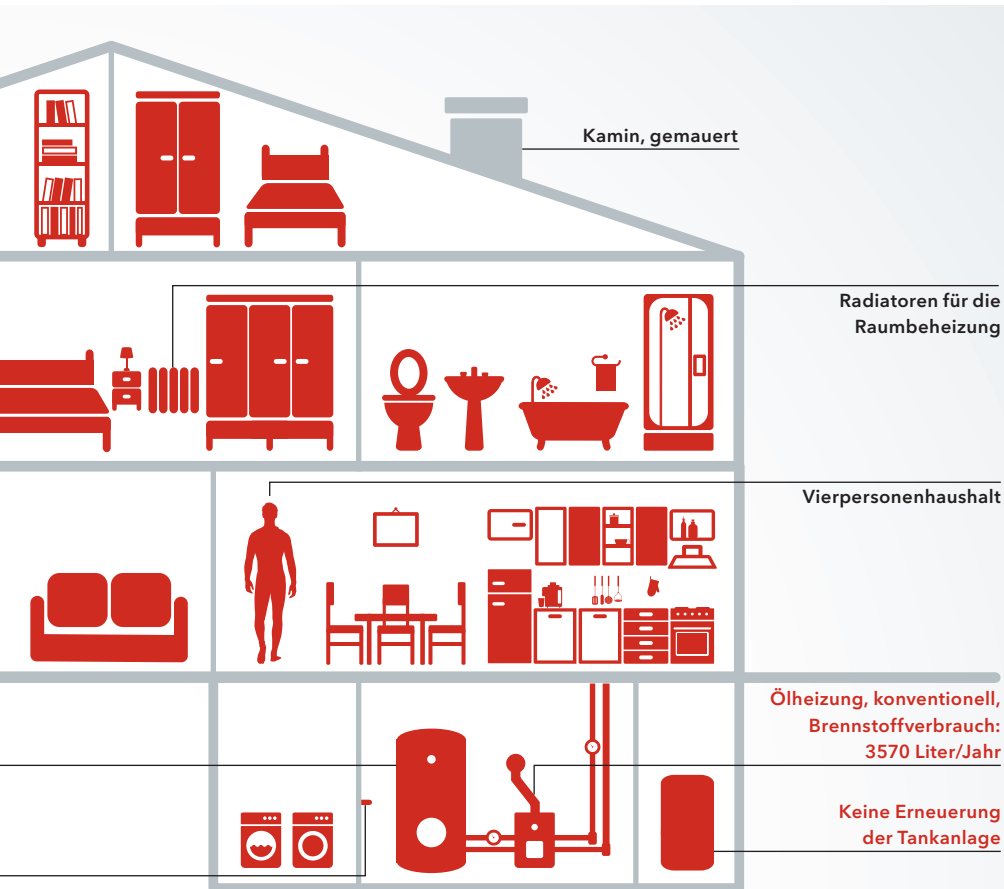 Kamin, gemauert
Radiatoren für die
Raumbeheizung
Vierpersonenhaushalt
Ölheizung, konventionell,
Brennstoffverbrauch:
3570 Liter/Jahr
Keine Erneuerung
der Tankanlage